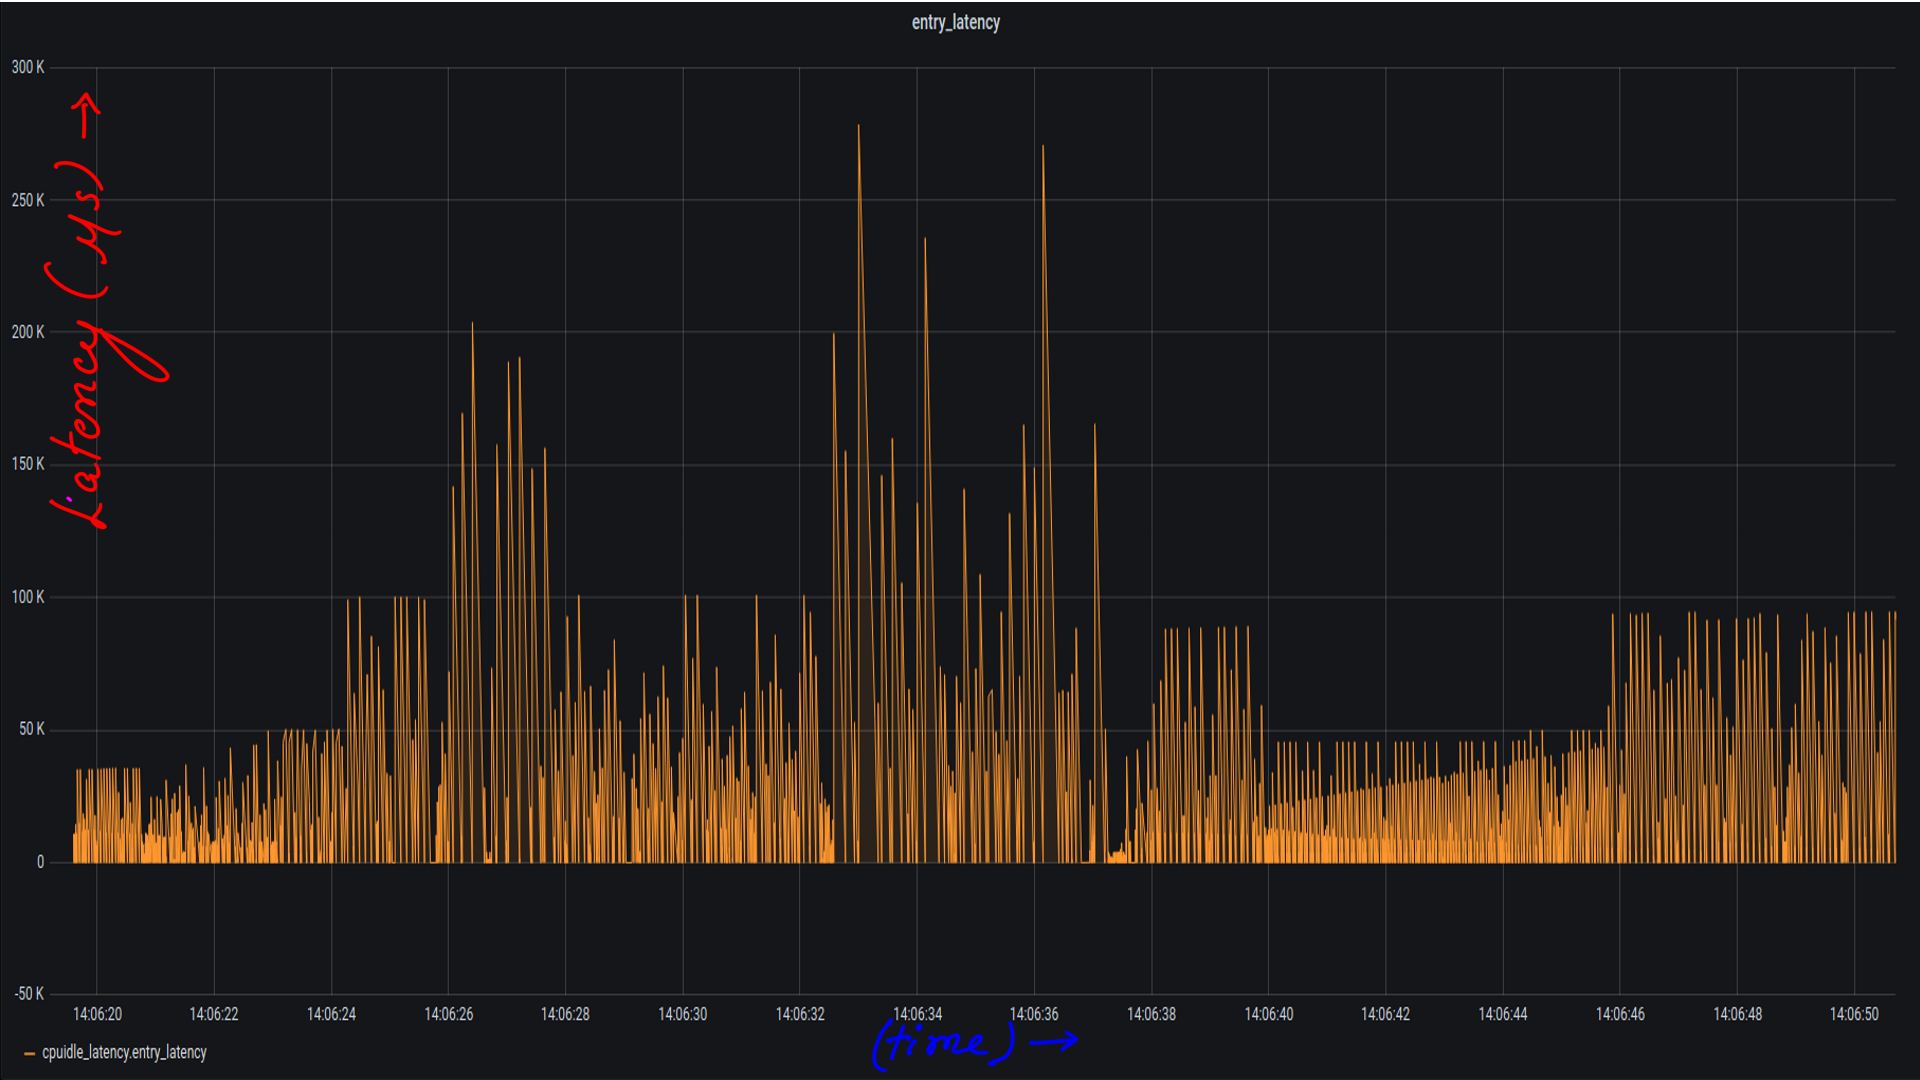 entry_latency
300 K
250 K
200 K
150 K
100 K
50 K
0
-50 K
Latency (μs) →
14:06:20 14:06:22 14:06:24 14:06:26 14:06:28 14:06:30 14:06:32 14:06:34 14:06:36 14:06:38 14:06:40 14:06:42 14:06:44 14:06:46 14:06:48 14:06:50
(time) →
cpuidle_latency.entry_latency